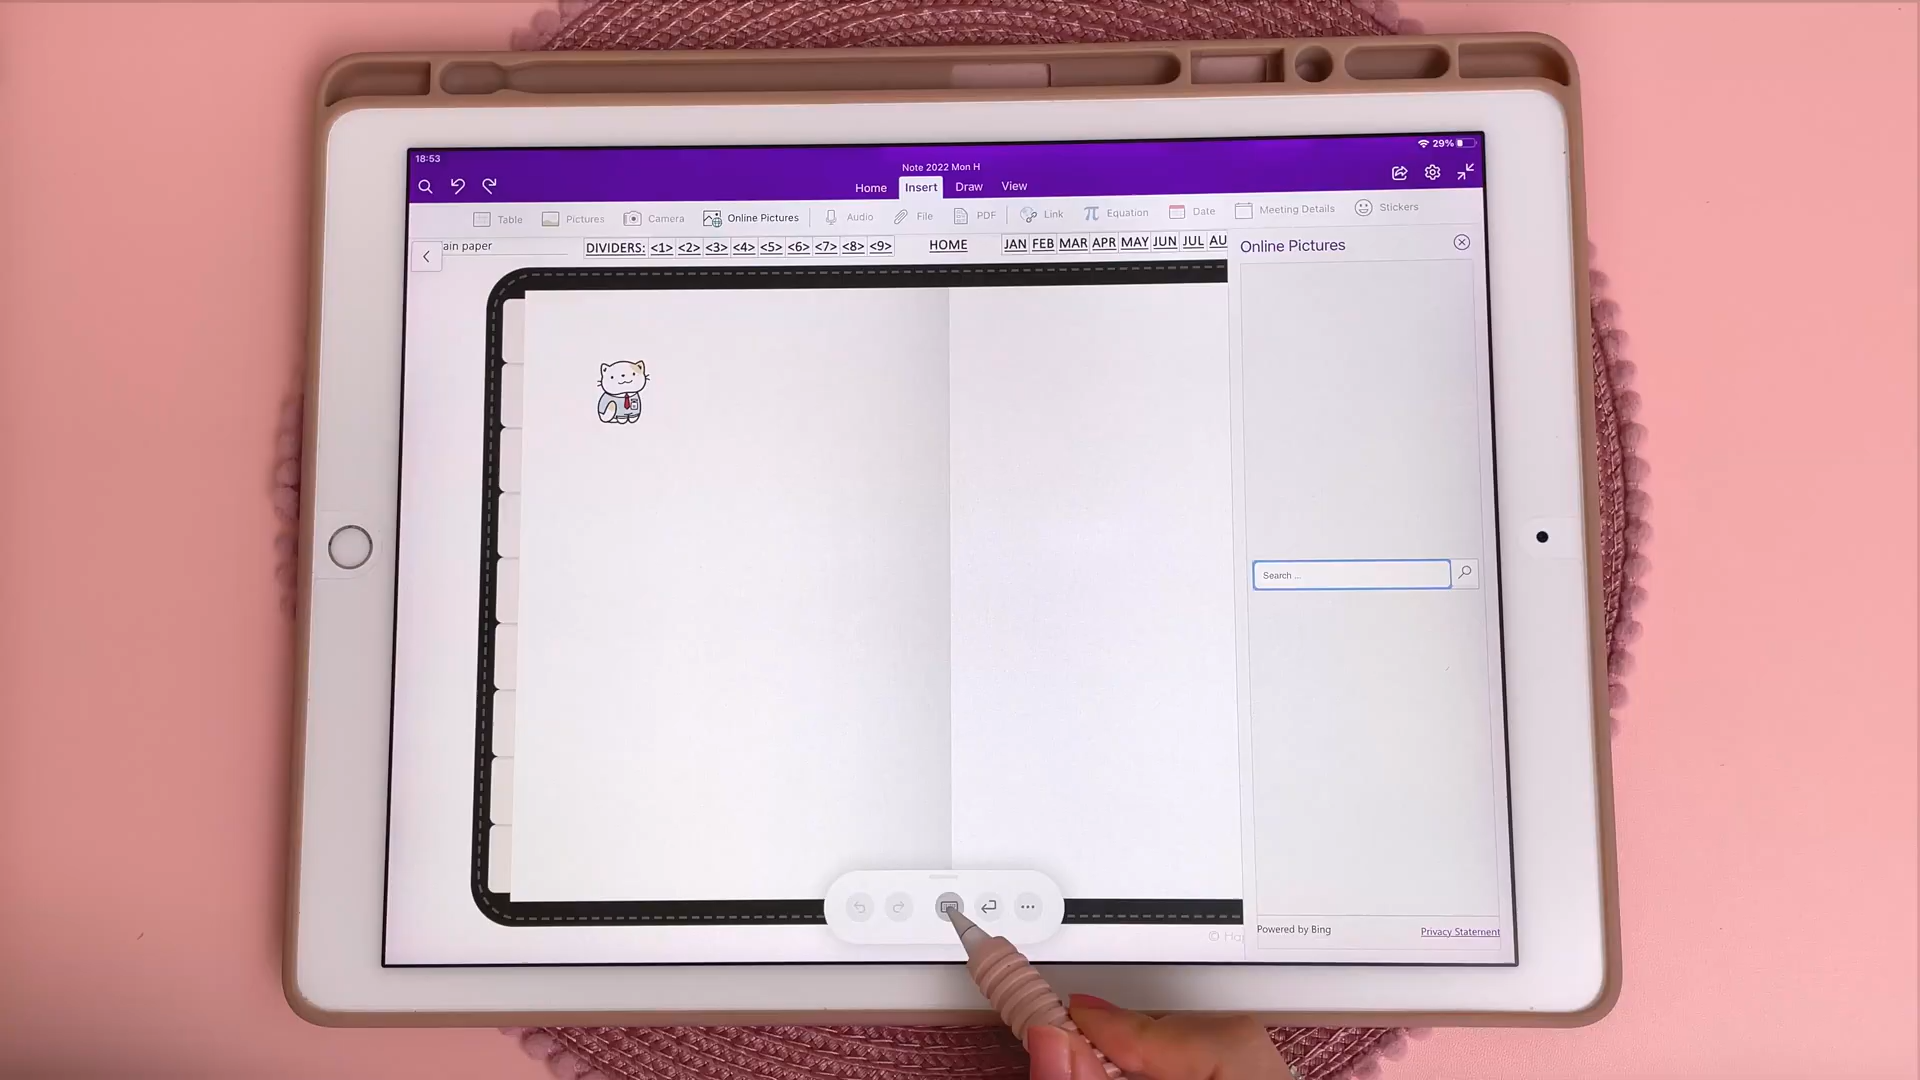 18:53
29%
Note 2022 Mon H
Home Insert Draw View
Table Pictures Camera Online Pictures Audio File PDF Link Equation Date Meeting Details Stickers
ain paper
DIVIDERS: <1> <2> <3> <4> <5> <6> <7> <8> <9> HOME JAN FEB MAR APR MAY JUN JUL AU
Online Pictures
Search ...
Powered by Bing
Privacy Statement
© Ha